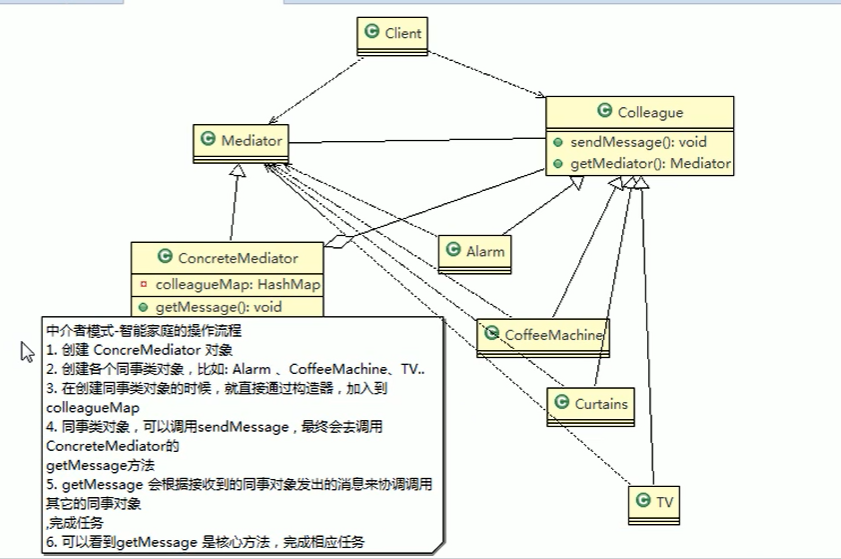 Client
Colleague
sendMessage(): void
getMediator(): Mediator
Mediator
ConcreteMediator
colleagueMap: HashMap
getMessage(): void
Alarm
CoffeeMachine
Curtains
TV
中介者模式-智能家庭的操作流程
1. 创建 ConcreMediator 对象
2. 创建各个同事类对象，比如: Alarm 、CoffeeMachine、TV..
3. 在创建同事类对象的时候，就直接通过构造器，加入到
colleagueMap
4. 同事类对象，可以调用sendMessage，最终会去调用
ConcreteMediator的
getMessage方法
5. getMessage 会根据接收到的同事对象发出的消息来协调调用
其它的同事对象
,完成任务
6. 可以看到getMessage 是核心方法，完成相应任务